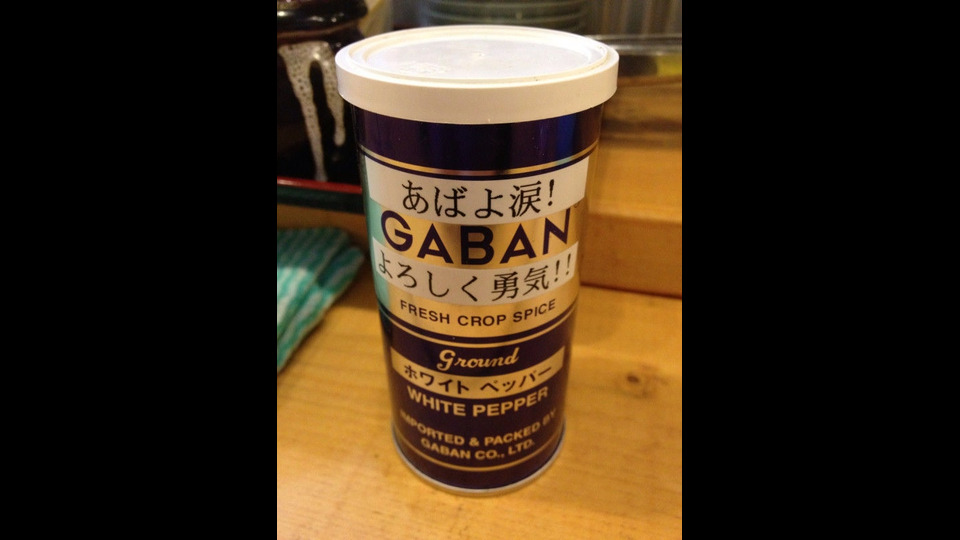 あばよ涙!
GABAN
よろしく勇気!!
FRESH CROP SPICE
Ground
ホワイト ペッパー
WHITE PEPPER
IMPORTED & PACKED BY
GABAN CO., LTD.